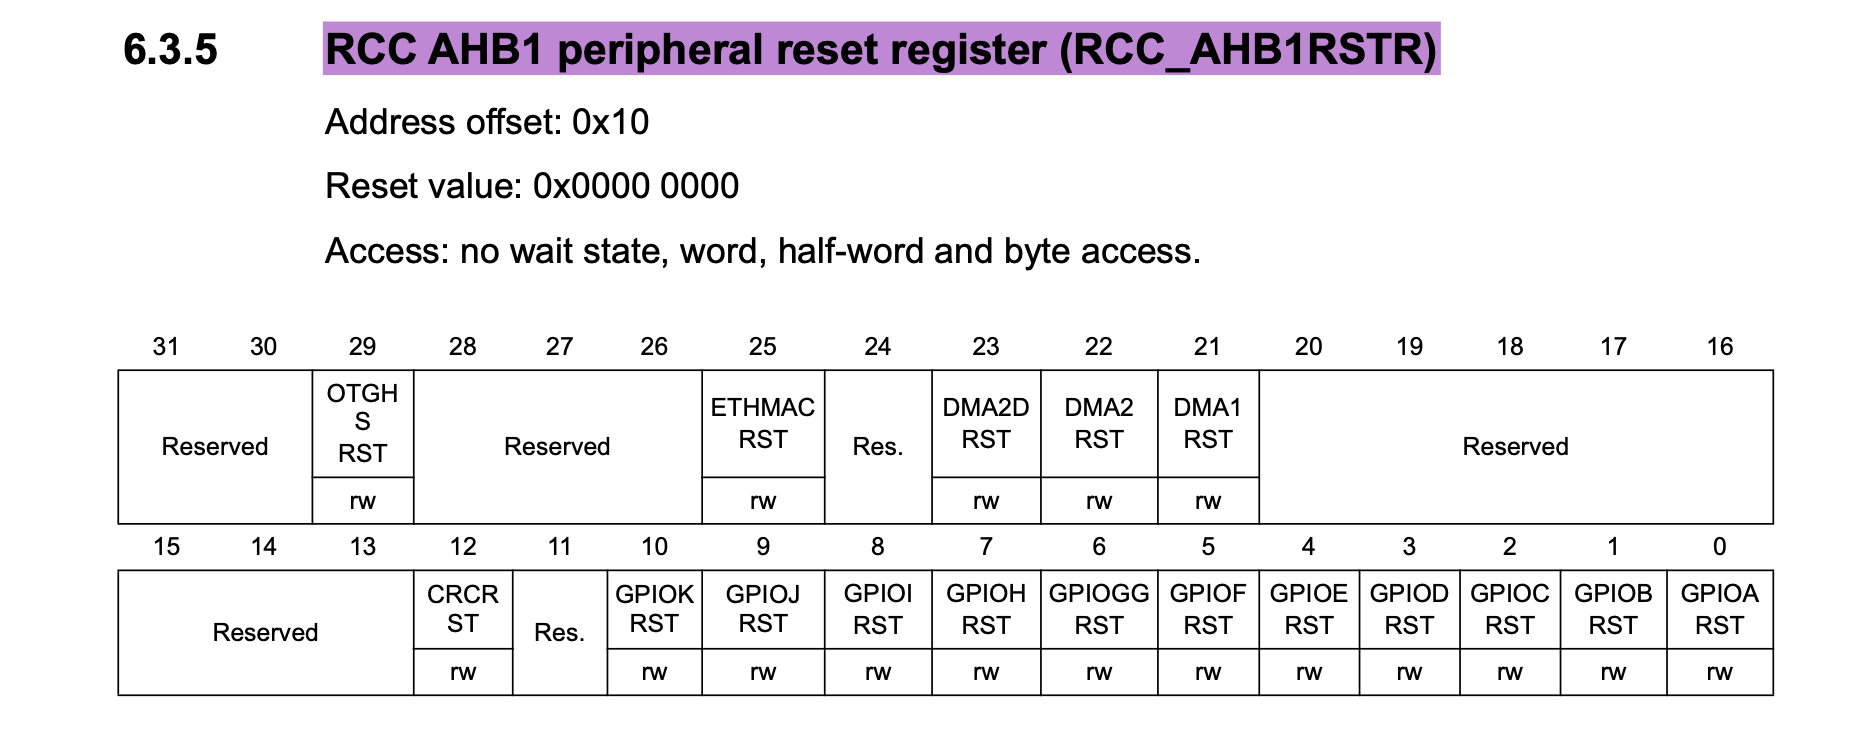 6.3.5 RCC AHB1 peripheral reset register (RCC_AHB1RSTR)
Address offset: 0x10
Reset value: 0x0000 0000
Access: no wait state, word, half-word and byte access.
31 30 29 28 27 26 25 24 23 22 21 20 19 18 17 16
Reserved OTGH S RST Reserved ETHMAC RST Res. DMA2D RST DMA2 RST DMA1 RST Reserved
rw rw rw rw rw
15 14 13 12 11 10 9 8 7 6 5 4 3 2 1 0
Reserved CRCR ST Res. GPIOK RST GPIOJ RST GPIOI RST GPIOH RST GPIOGG RST GPIOF RST GPIOE RST GPIOD RST GPIOC RST GPIOB RST GPIOA RST
rw rw rw rw rw rw rw rw rw rw rw rw